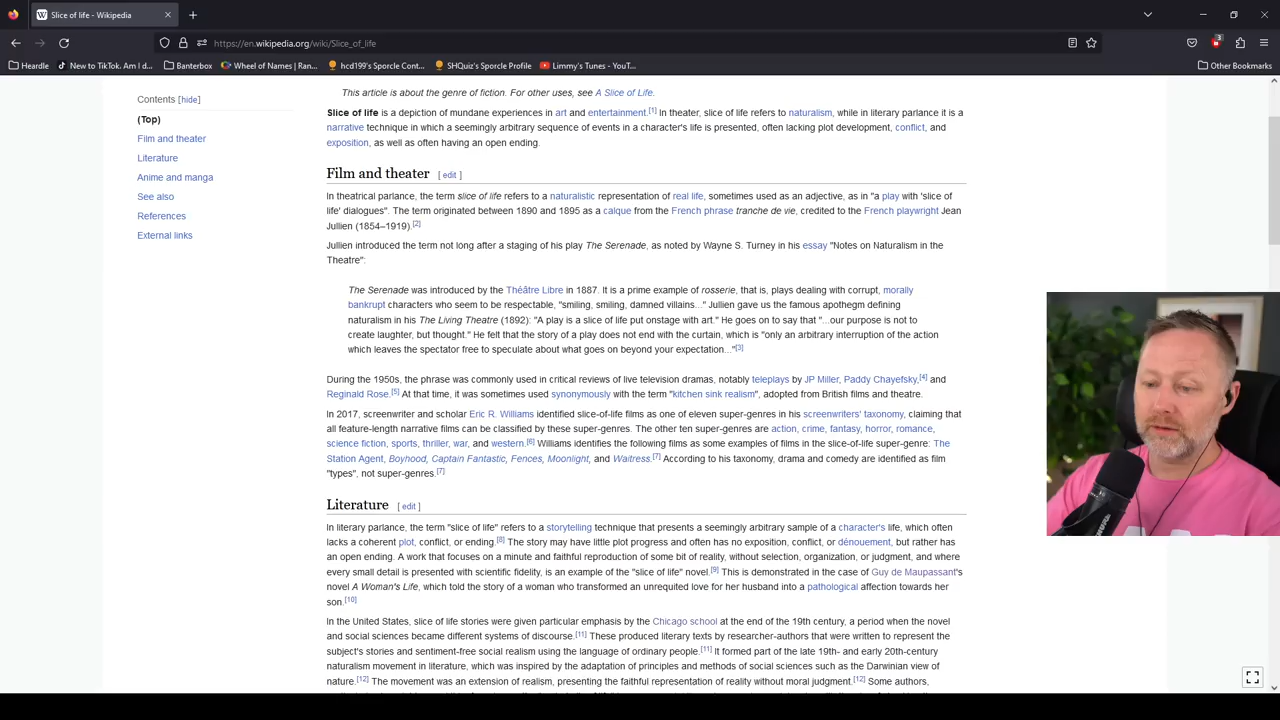 Slice of life - Wikipedia
https://en.wikipedia.org/wiki/Slice_of_life
3
Heardle
New to TikTok. Am I d...
Banterbox
Wheel of Names | Ran...
hcd199's Sporcle Cont...
SHQuiz's Sporcle Profile
Limmy's Tunes - YouT...
Other Bookmarks
Contents [hide]
(Top)
Film and theater
Literature
Anime and manga
See also
References
External links
This article is about the genre of fiction. For other uses, see A Slice of Life.
Slice of life is a depiction of mundane experiences in art and entertainment.[1] In theater, slice of life refers to naturalism, while in literary parlance it is a
narrative technique in which a seemingly arbitrary sequence of events in a character's life is presented, often lacking plot development, conflict, and
exposition, as well as often having an open ending.
Film and theater [ edit ]
In theatrical parlance, the term slice of life refers to a naturalistic representation of real life, sometimes used as an adjective, as in "a play with 'slice of
life' dialogues". The term originated between 1890 and 1895 as a calque from the French phrase tranche de vie, credited to the French playwright Jean
Jullien (1854–1919).[2]
Jullien introduced the term not long after a staging of his play The Serenade, as noted by Wayne S. Turney in his essay "Notes on Naturalism in the
Theatre":
The Serenade was introduced by the Théâtre Libre in 1887. It is a prime example of rosserie, that is, plays dealing with corrupt, morally
bankrupt characters who seem to be respectable, "smiling, smiling, damned villains..." Jullien gave us the famous apothegm defining
naturalism in his The Living Theatre (1892): "A play is a slice of life put onstage with art." He goes on to say that "...our purpose is not to
create laughter, but thought." He felt that the story of a play does not end with the curtain, which is "only an arbitrary interruption of the action
which leaves the spectator free to speculate about what goes on beyond your expectation..."[3]
During the 1950s, the phrase was commonly used in critical reviews of live television dramas, notably teleplays by JP Miller, Paddy Chayefsky,[4] and
Reginald Rose.[5] At that time, it was sometimes used synonymously with the term "kitchen sink realism", adopted from British films and theatre.
In 2017, screenwriter and scholar Eric R. Williams identified slice-of-life films as one of eleven super-genres in his screenwriters' taxonomy, claiming that
all feature-length narrative films can be classified by these super-genres. The other ten super-genres are action, crime, fantasy, horror, romance,
science fiction, sports, thriller, war, and western.[6] Williams identifies the following films as some examples of films in the slice-of-life super-genre: The
Station Agent, Boyhood, Captain Fantastic, Fences, Moonlight, and Waitress.[7] According to his taxonomy, drama and comedy are identified as film
"types", not super-genres.[7]
Literature [ edit ]
In literary parlance, the term "slice of life" refers to a storytelling technique that presents a seemingly arbitrary sample of a character's life, which often
lacks a coherent plot, conflict, or ending.[8] The story may have little plot progress and often has no exposition, conflict, or dénouement, but rather has
an open ending. A work that focuses on a minute and faithful reproduction of some bit of reality, without selection, organization, or judgment, and where
every small detail is presented with scientific fidelity, is an example of the "slice of life" novel.[9] This is demonstrated in the case of Guy de Maupassant's
novel A Woman's Life, which told the story of a woman who transformed an unrequited love for her husband into a pathological affection towards her
son.[10]
In the United States, slice of life stories were given particular emphasis by the Chicago school at the end of the 19th century, a period when the novel
and social sciences became different systems of discourse.[11] These produced literary texts by researcher-authors that were written to represent the
subject's stories and sentiment-free social realism using the language of ordinary people.[11] It formed part of the late 19th- and early 20th-century
naturalism movement in literature, which was inspired by the adaptation of principles and methods of social sciences such as the Darwinian view of
nature.[12] The movement was an extension of realism, presenting the faithful representation of reality without moral judgment.[12] Some authors,